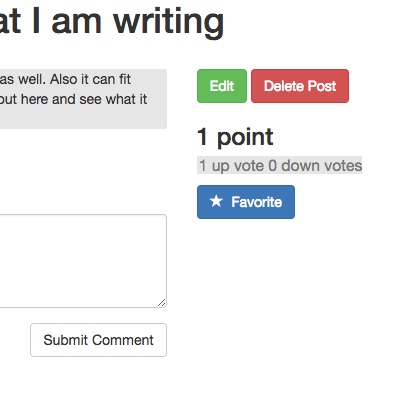 at I am writing
as well. Also it can fit
out here and see what it
Edit Delete Post
1 point
1 up vote 0 down votes
★ Favorite
Submit Comment